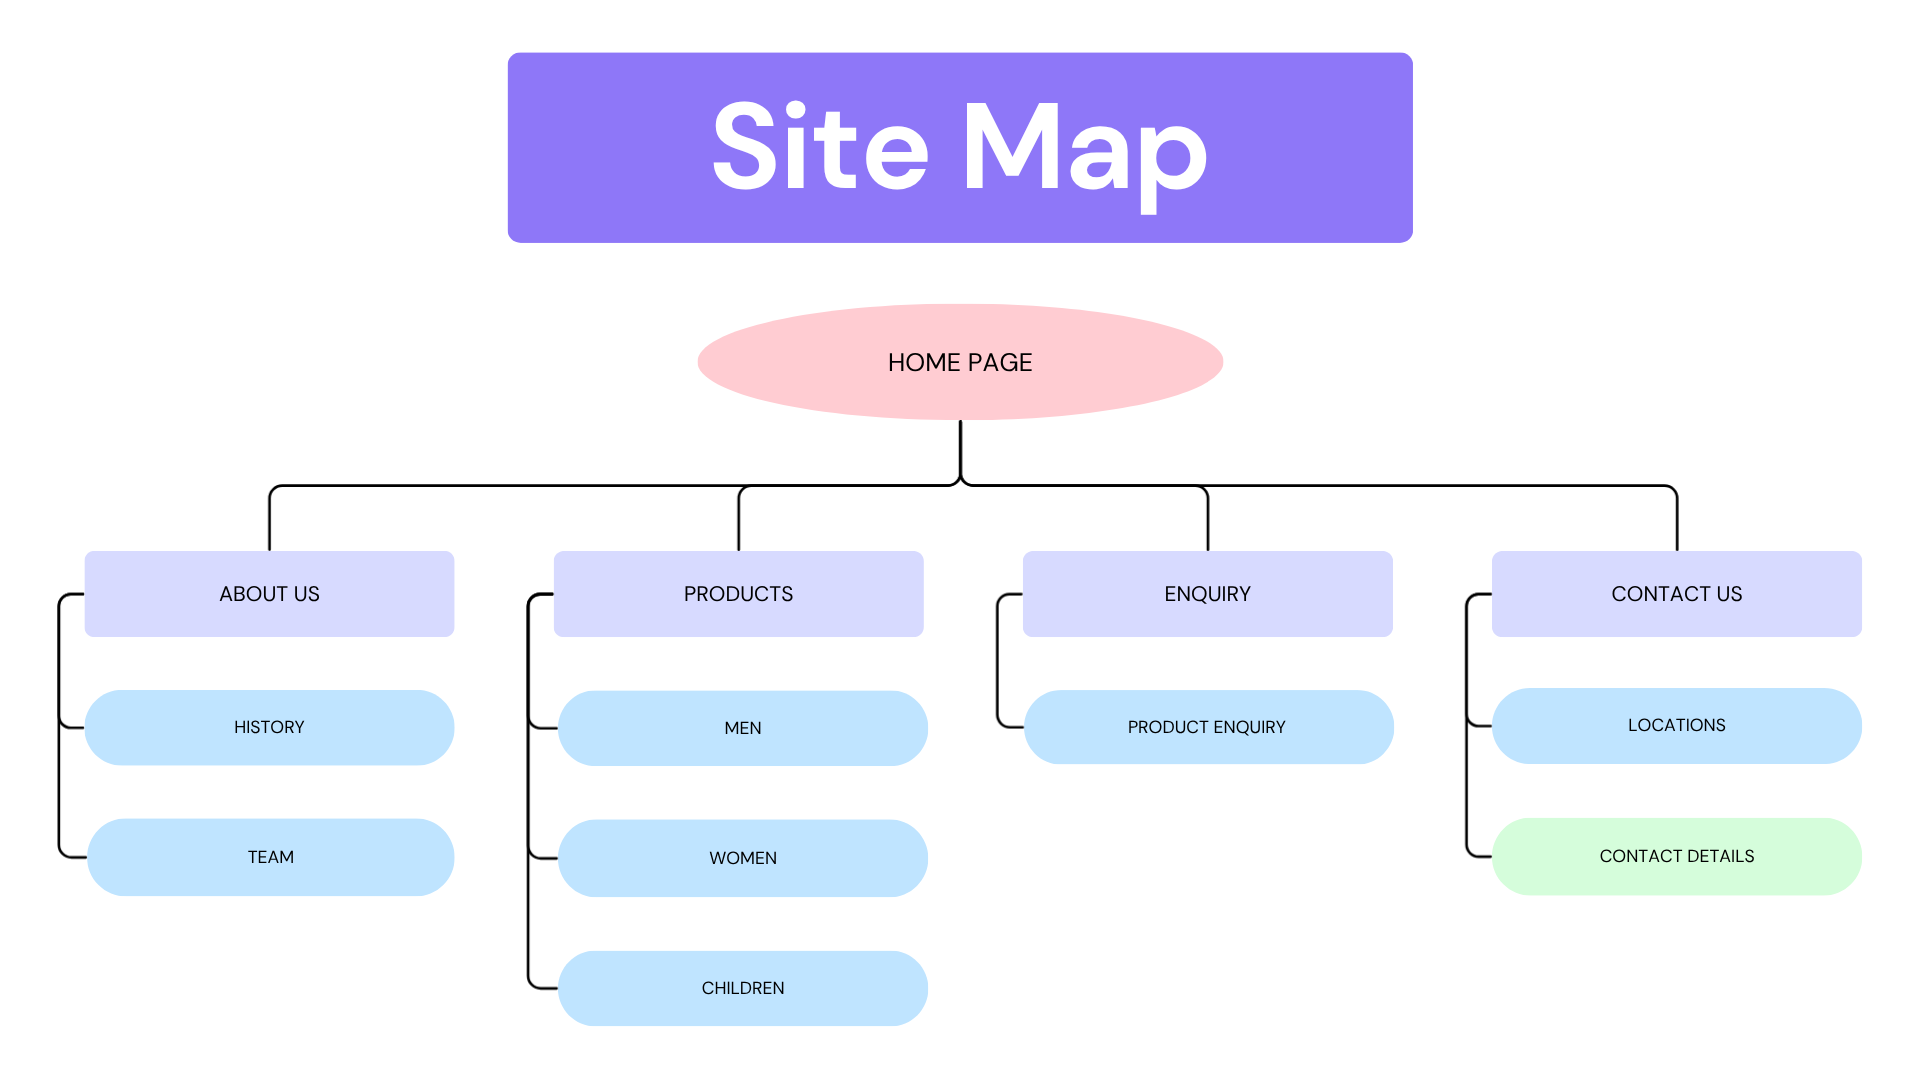 Site Map
HOME PAGE
ABOUT US
PRODUCTS
ENQUIRY
CONTACT US
HISTORY
MEN
PRODUCT ENQUIRY
LOCATIONS
TEAM
WOMEN
CONTACT DETAILS
CHILDREN